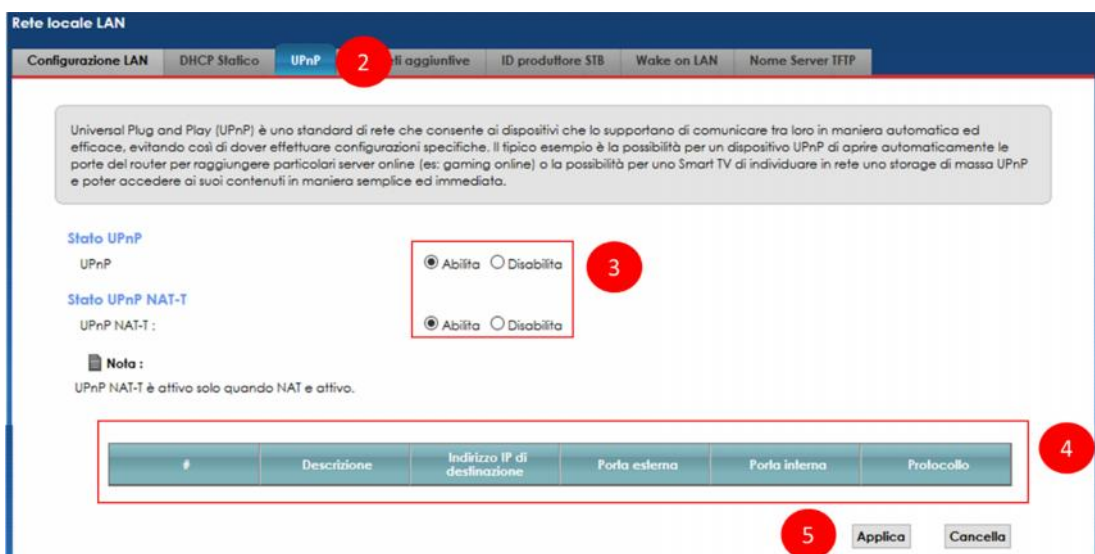 Rete locale LAN
Configurazione LAN DHCP Statico UPnP 2 aggiuntive ID produttore STB Wake on LAN Nome Server TFTP
Universal Plug and Play (UPnP) è uno standard di rete che consente ai dispositivi che lo supportano di comunicare tra loro in maniera automatica ed
efficace, evitando così di dover effettuare configurazioni specifiche. Il tipico esempio è la possibilità per un dispositivo UPnP di aprire automaticamente le
porte del router per raggiungere particolari server online (es: gaming online) o la possibilità per uno Smart TV di individuare in rete uno storage di massa UPnP
e poter accedere ai suoi contenuti in maniera semplice ed immediata.
Stato UPnP
UPnP Abilita Disabilita 3
Stato UPnP NAT-T
UPnP NAT-T : Abilita Disabilita
Nota :
UPnP NAT-T è attivo solo quando NAT e attivo.
4
# Descrizione Indirizzo IP di destinazione Porta esterna Porta interna Protocollo
5 Applica Cancella